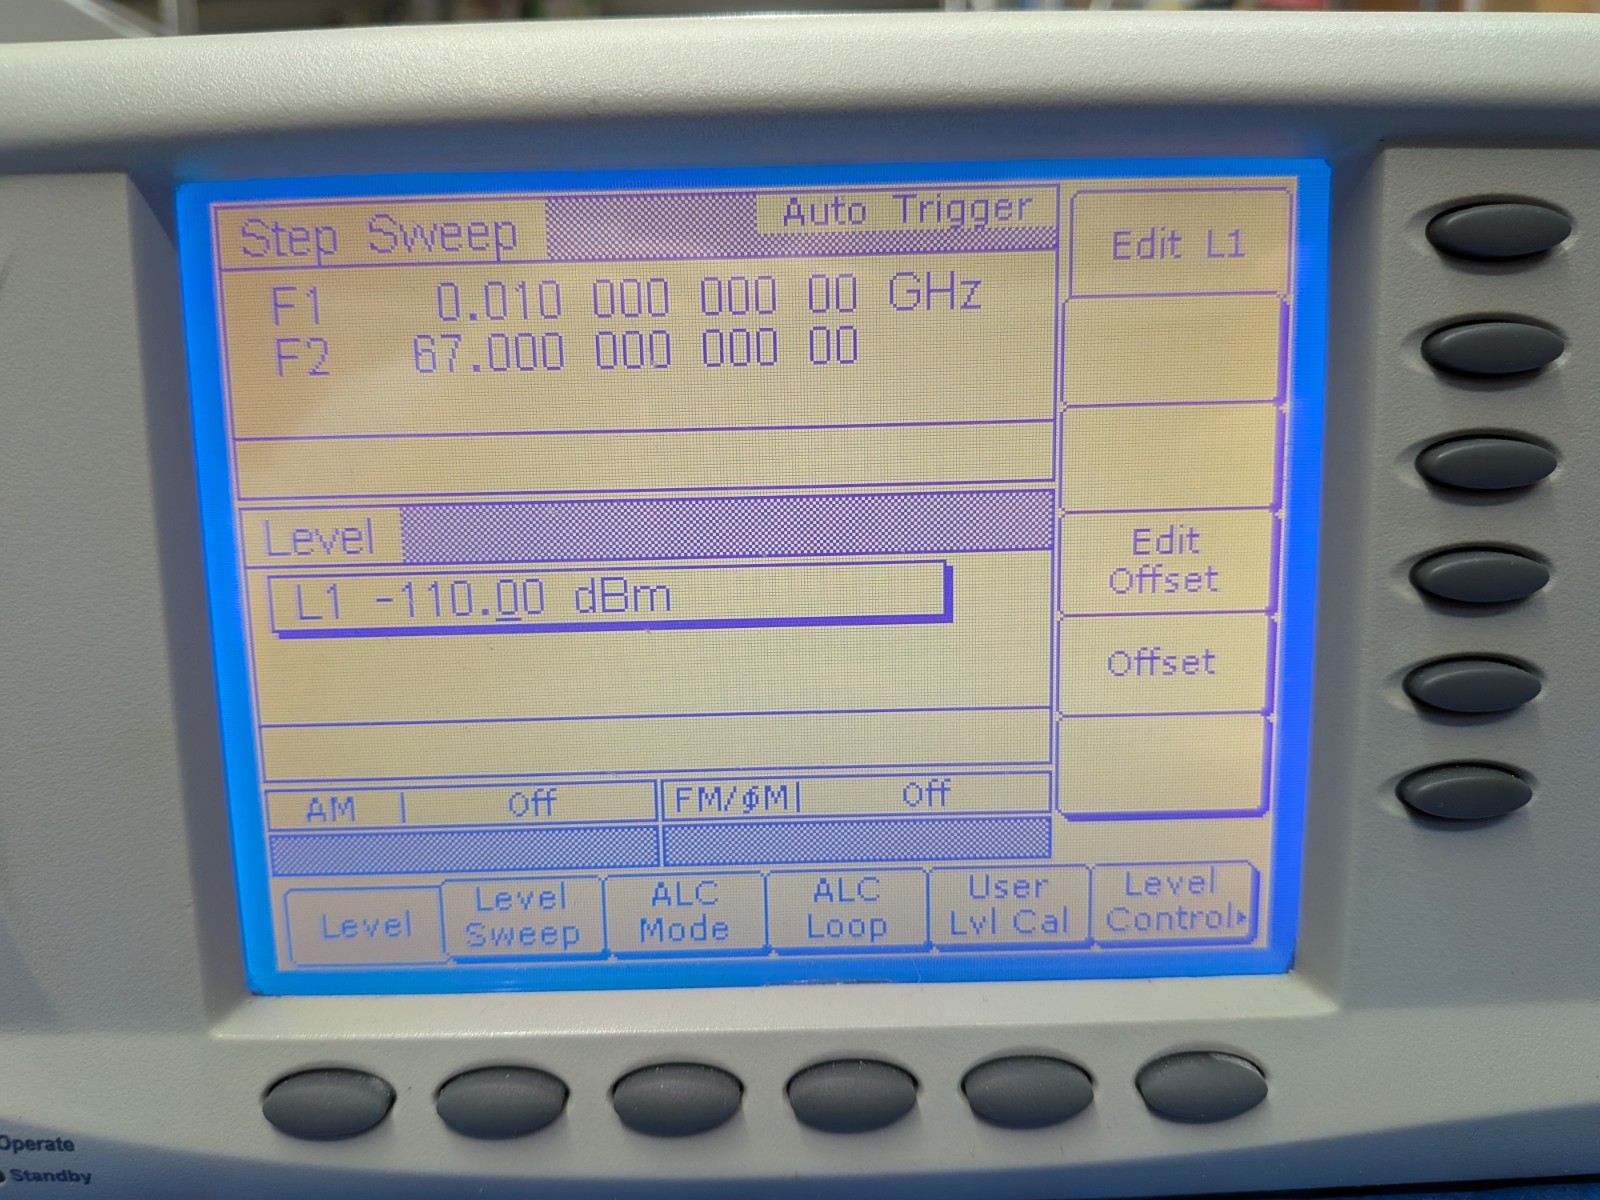 Step Sweep
Auto Trigger
F1 0.010 000 000 00 GHz
F2 67.000 000 000 00
Level
L1 -110.00 dBm
AM | Off
FM/ϕM| Off
Edit L1
Edit
Offset
Offset
Level
Level
Sweep
ALC
Mode
ALC
Loop
User
Lvl Cal
Level
Control▸
Operate
Standby